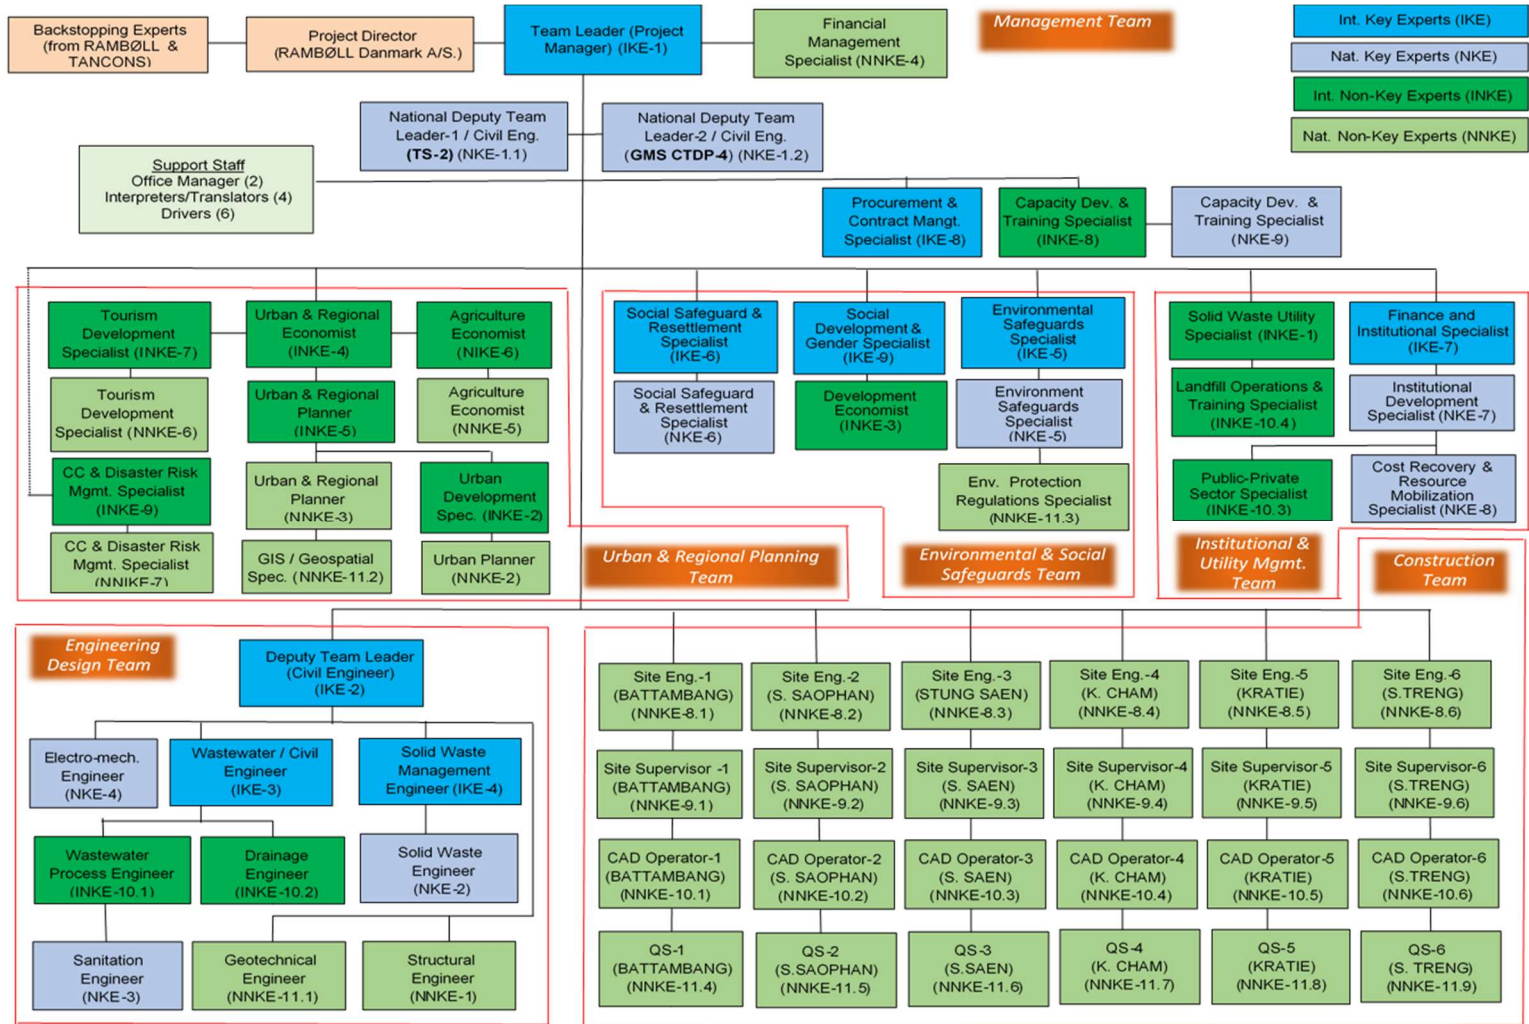 Backstopping Experts
(from RAMBØLL &
TANCONS)
Project Director
(RAMBØLL Danmark A/S.)
Team Leader (Project
Manager) (IKE-1)
Financial
Management
Specialist (NNKE-4)
Management Team
Int. Key Experts (IKE)
Nat. Key Experts (NKE)
Int. Non-Key Experts (INKE)
Nat. Non-Key Experts (NNKE)
National Deputy Team
Leader-1 / Civil Eng.
(TS-2) (NKE-1.1)
National Deputy Team
Leader-2 / Civil Eng.
(GMS CTDP-4) (NKE-1.2)
Support Staff
Office Manager (2)
Interpreters/Translators (4)
Drivers (6)
Procurement &
Contract Mangt.
Specialist (IKE-8)
Capacity Dev. &
Training Specialist
(INKE-8)
Capacity Dev. &
Training Specialist
(NKE-9)
Tourism
Development
Specialist (INKE-7)
Urban & Regional
Economist
(INKE-4)
Agriculture
Economist
(NIKE-6)
Tourism
Development
Specialist (NNKE-6)
Urban & Regional
Planner
(INKE-5)
Agriculture
Economist
(NNKE-5)
CC & Disaster Risk
Mgmt. Specialist
(INKE-9)
Urban & Regional
Planner
(NNKE-3)
Urban
Development
Spec. (INKE-2)
CC & Disaster Risk
Mgmt. Specialist
(NNIKE-7)
GIS / Geospatial
Spec. (NNKE-11.2)
Urban Planner
(NNKE-2)
Urban & Regional Planning
Team
Social Safeguard &
Resettlement
Specialist
(IKE-6)
Social
Development &
Gender Specialist
(IKE-9)
Environmental
Safeguards
Specialist
(IKE-5)
Social Safeguard
& Resettlement
Specialist
(NKE-6)
Development
Economist
(INKE-3)
Environment
Safeguards
Specialist
(NKE-5)
Env. Protection
Regulations Specialist
(NNKE-11.3)
Environmental & Social
Safeguards Team
Solid Waste Utility
Specialist (INKE-1)
Finance and
Institutional Specialist
(IKE-7)
Landfill Operations &
Training Specialist
(INKE-10.4)
Institutional
Development
Specialist (NKE-7)
Public-Private
Sector Specialist
(INKE-10.3)
Cost Recovery &
Resource
Mobilization
Specialist (NKE-8)
Institutional &
Utility Mgmt.
Team
Construction
Team
Engineering
Design Team
Deputy Team Leader
(Civil Engineer)
(IKE-2)
Electro-mech.
Engineer
(NKE-4)
Wastewater / Civil
Engineer
(IKE-3)
Solid Waste
Management
Engineer (IKE-4)
Wastewater
Process Engineer
(INKE-10.1)
Drainage
Engineer
(INKE-10.2)
Solid Waste
Engineer
(NKE-2)
Sanitation
Engineer
(NKE-3)
Geotechnical
Engineer
(NNKE-11.1)
Structural
Engineer
(NNKE-1)
Site Eng.-1
(BATTAMBANG)
(NNKE-8.1)
Site Eng.-2
(S. SAOPHAN)
(NNKE-8.2)
Site Eng.-3
(STUNG SAEN)
(NNKE-8.3)
Site Eng.-4
(K. CHAM)
(NNKE-8.4)
Site Eng.-5
(KRATIE)
(NNKE-8.5)
Site Eng.-6
(S.TRENG)
(NNKE-8.6)
Site Supervisor -1
(BATTAMBANG)
(NNKE-9.1)
Site Supervisor-2
(S. SAOPHAN)
(NNKE-9.2)
Site Supervisor-3
(S. SAEN)
(NNKE-9.3)
Site Supervisor-4
(K. CHAM)
(NNKE-9.4)
Site Supervisor-5
(KRATIE)
(NNKE-9.5)
Site Supervisor-6
(S.TRENG)
(NNKE-9.6)
CAD Operator-1
(BATTAMBANG)
(NNKE-10.1)
CAD Operator-2
(S. SAOPHAN)
(NNKE-10.2)
CAD Operator-3
(S. SAEN)
(NNKE-10.3)
CAD Operator-4
(K. CHAM)
(NNKE-10.4)
CAD Operator-5
(KRATIE)
(NNKE-10.5)
CAD Operator-6
(S.TRENG)
(NNKE-10.6)
QS-1
(BATTAMBANG)
(NNKE-11.4)
QS-2
(S.SAOPHAN)
(NNKE-11.5)
QS-3
(S.SAEN)
(NNKE-11.6)
QS-4
(K. CHAM)
(NNKE-11.7)
QS-5
(KRATIE)
(NNKE-11.8)
QS-6
(S. TRENG)
(NNKE-11.9)